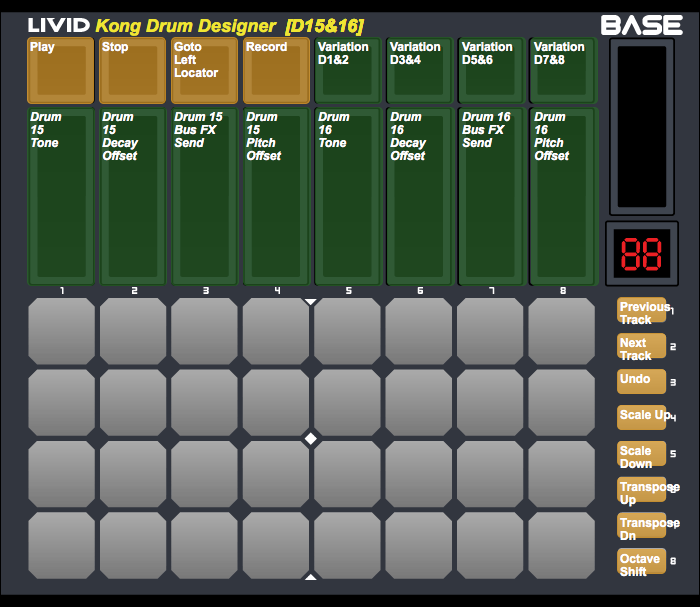 LIVID Kong Drum Designer [D15&16] BASE
Play
Stop
Goto
Left
Locator
Record
Variation
D1&2
Variation
D3&4
Variation
D5&6
Variation
D7&8
Drum
15
Tone
Drum
15
Decay
Offset
Drum 15
Bus FX
Send
Drum
15
Pitch
Offset
Drum
16
Tone
Drum
16
Decay
Offset
Drum 16
Bus FX
Send
Drum
16
Pitch
Offset
88
1 2 3 4 5 6 7 8
Previous 1
Track
Next 2
Track
Undo 3
Scale Up 4
Scale 5
Down
Transpose
Up
Transpose
Dn
Octave 8
Shift